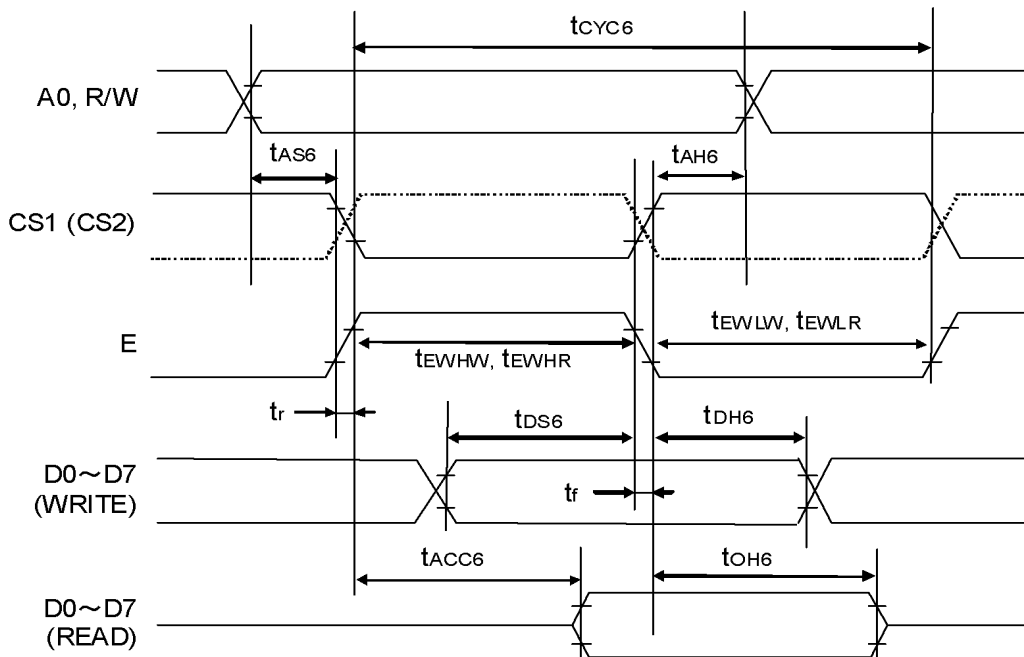 tCYC6
A0, R/W
tAS6
tAH6
CS1 (CS2)
tEWLW, tEWLR
E
tEWHW, tEWHR
tr
tDS6
tDH6
D0～D7
(WRITE)
tf
tACC6
tOH6
D0～D7
(READ)